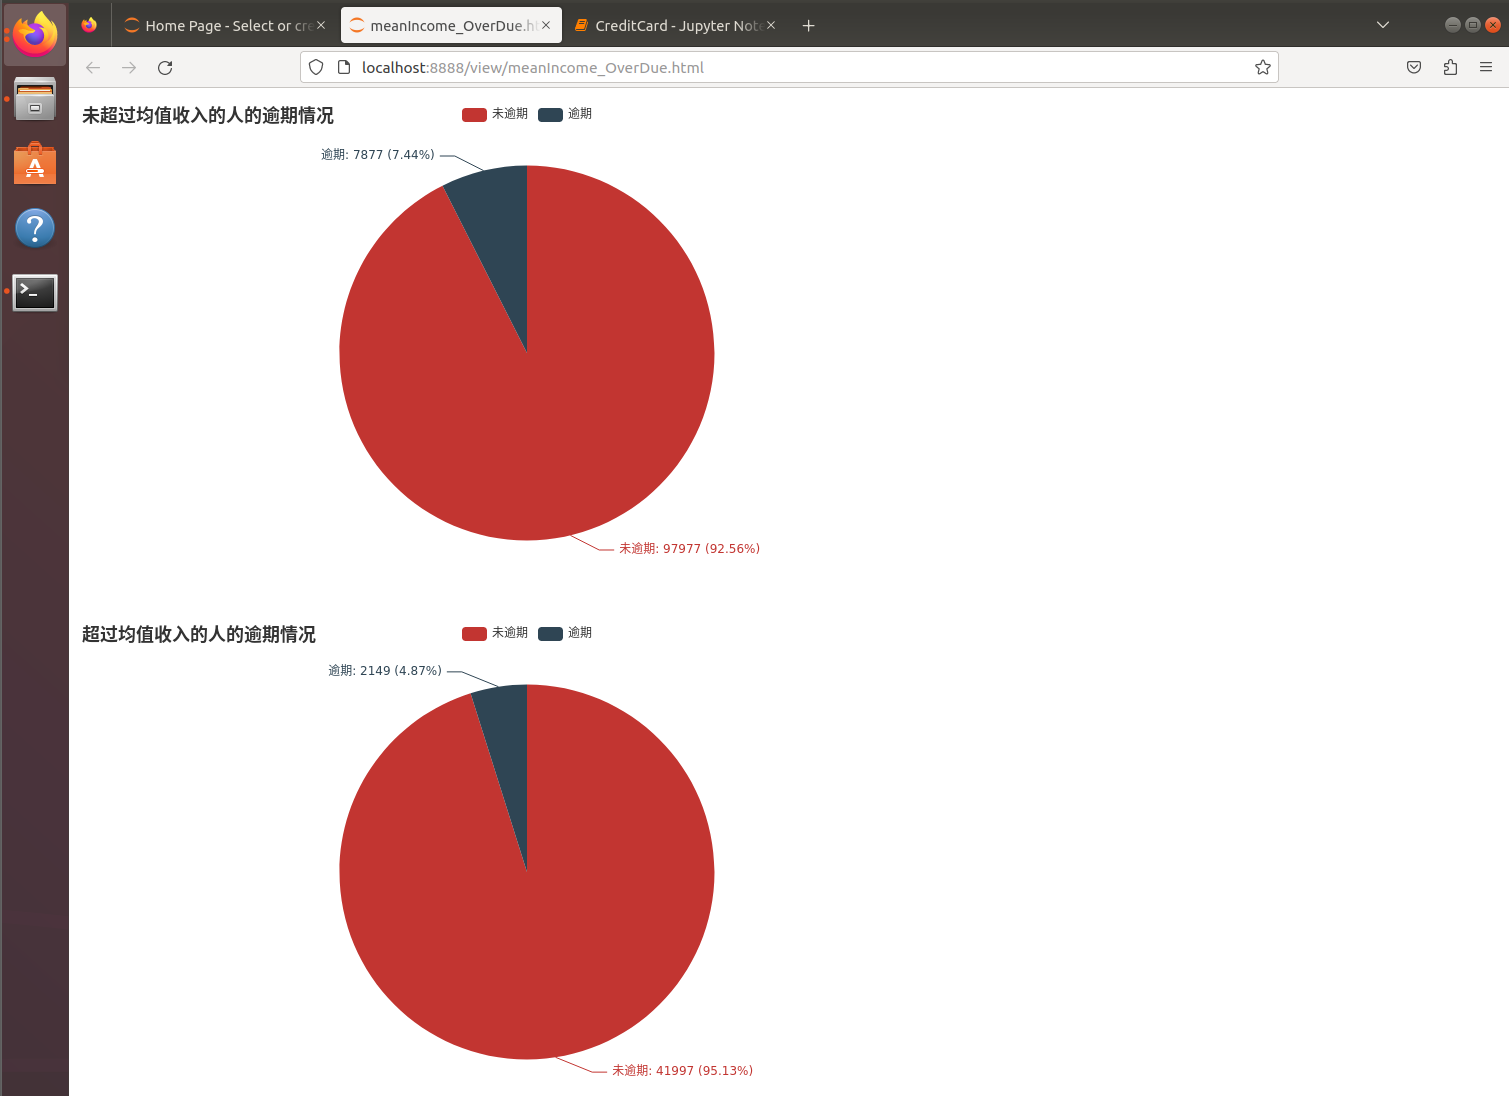 Home Page - Select or cre
meanIncome_OverDue.ht
CreditCard - Jupyter Note
localhost:8888/view/meanIncome_OverDue.html
未超过均值收入的人的逾期情况
未逾期 逾期
逾期: 7877 (7.44%)
未逾期: 97977 (92.56%)
超过均值收入的人的逾期情况
未逾期 逾期
逾期: 2149 (4.87%)
未逾期: 41997 (95.13%)